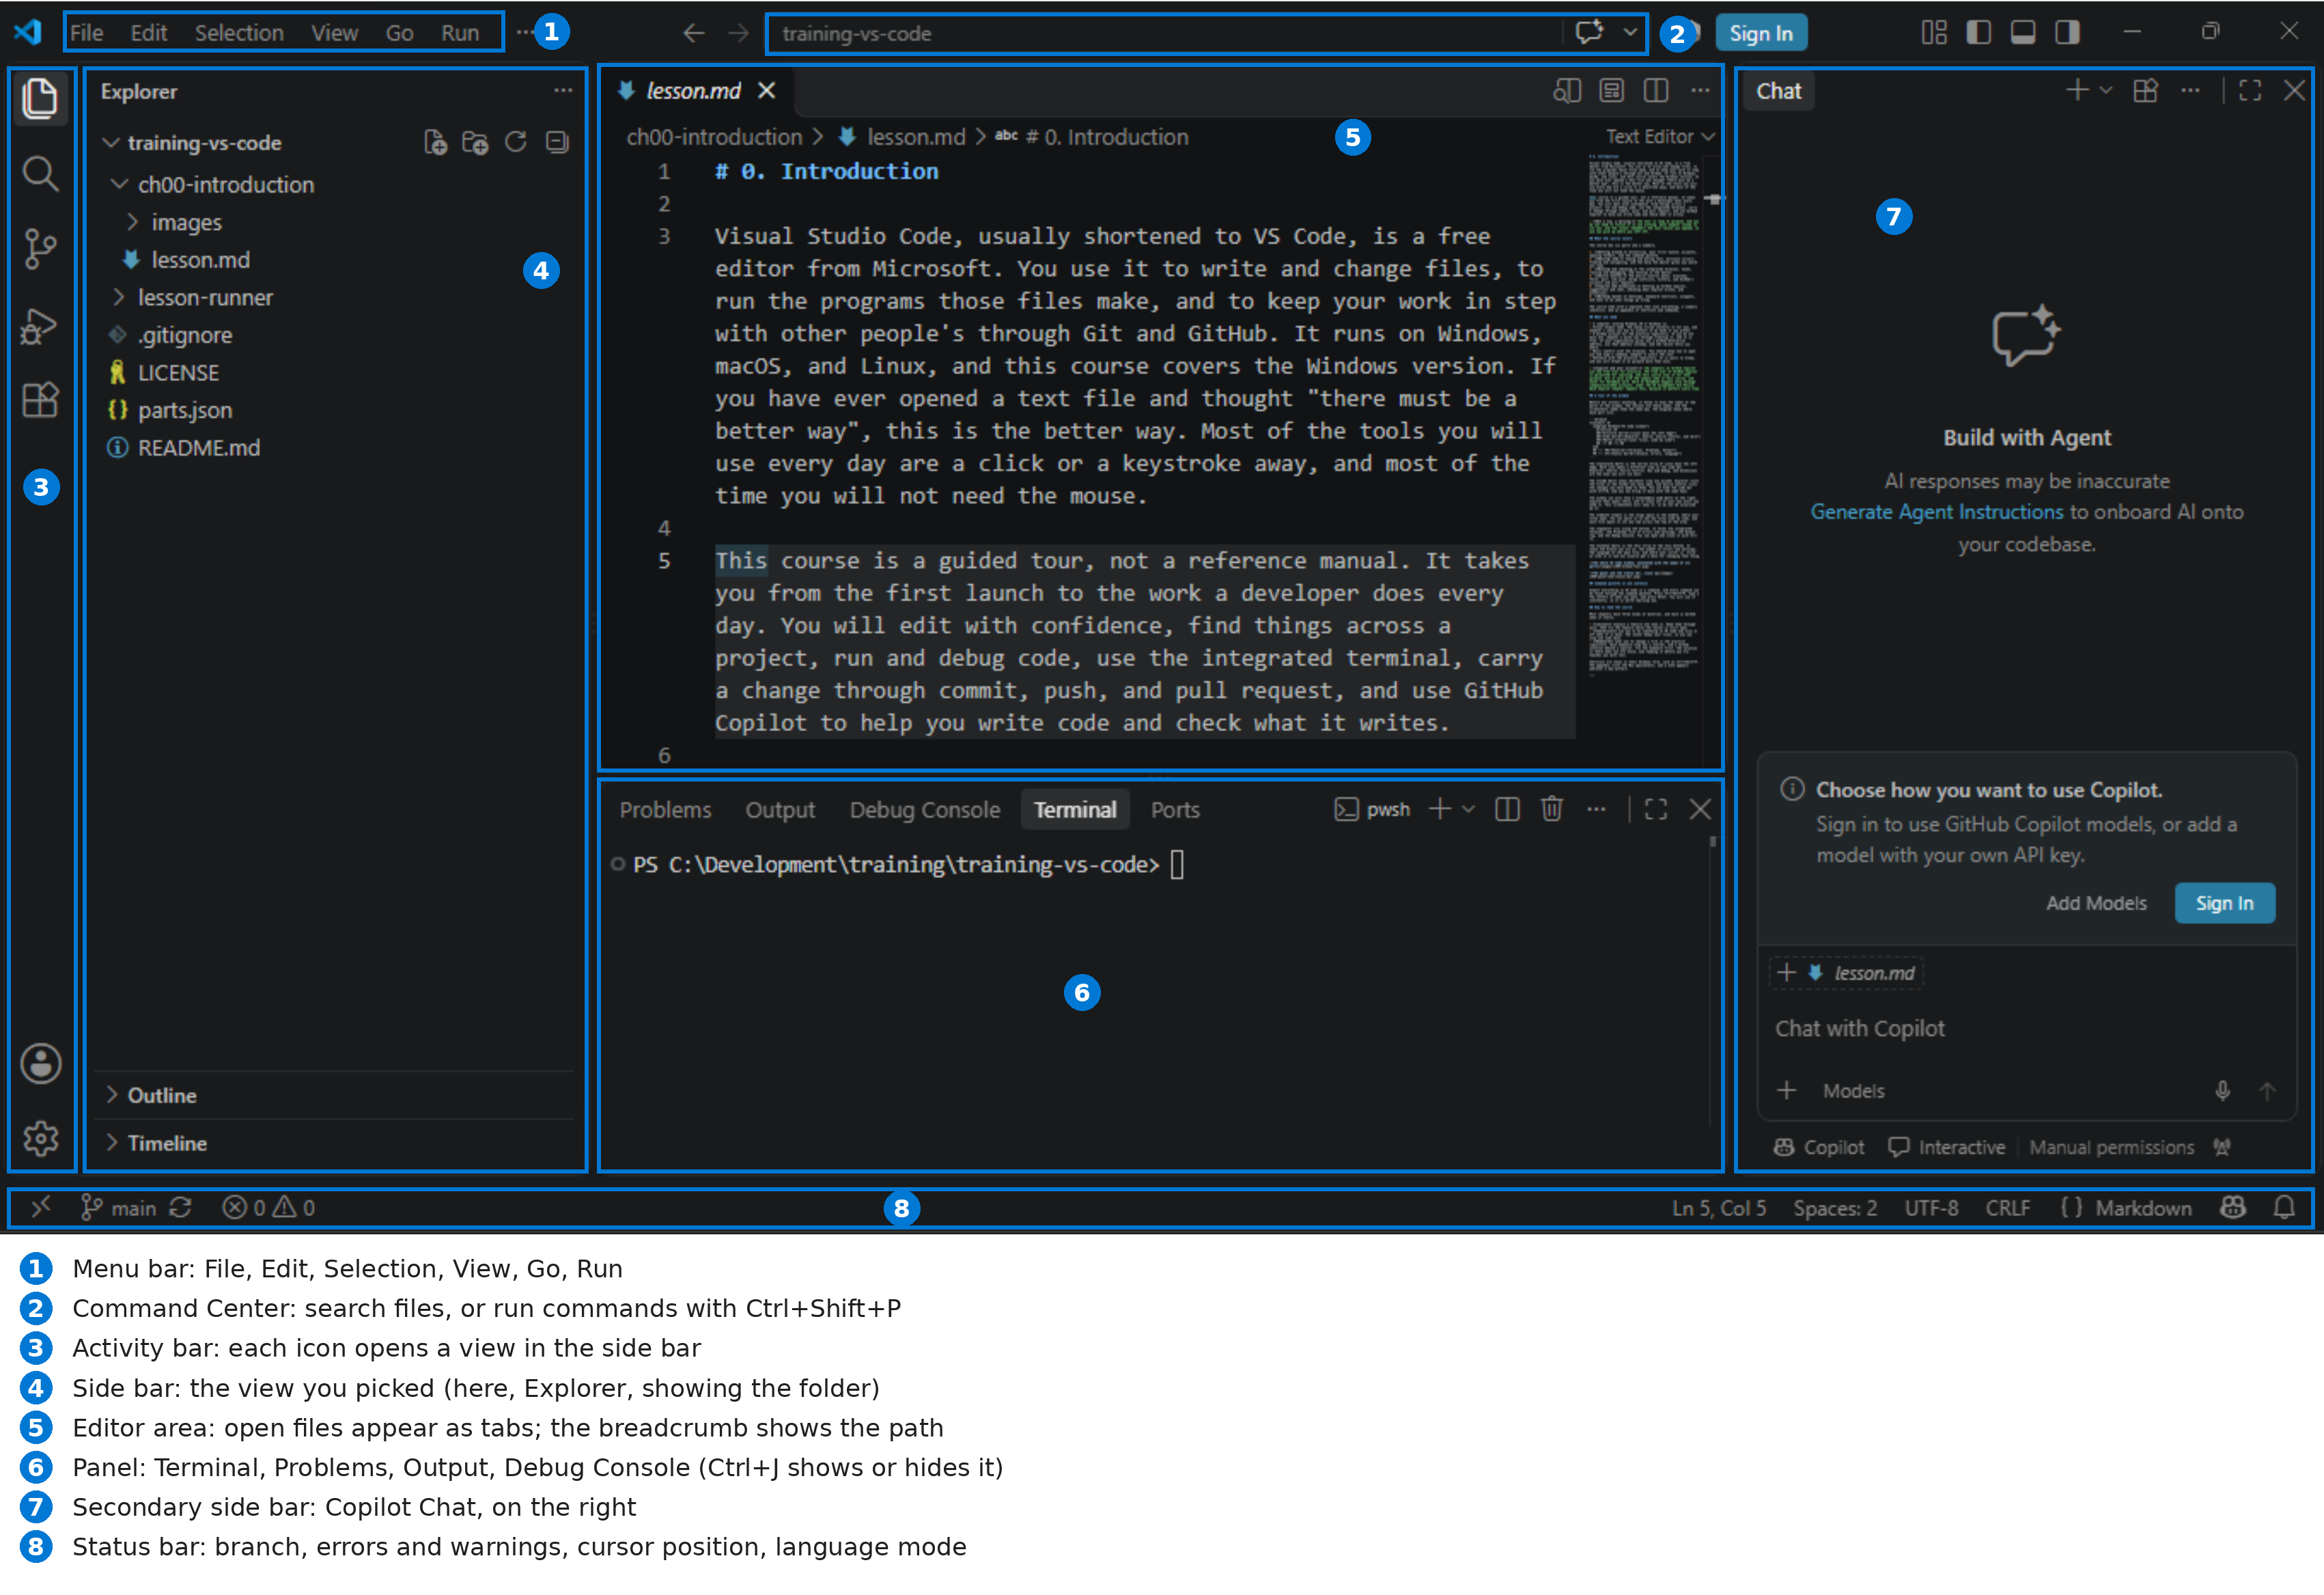 File Edit Selection View Go Run ... 1
training-vs-code 2 Sign In
Explorer
training-vs-code
ch00-introduction
images
lesson.md
lesson-runner
.gitignore
LICENSE
parts.json
README.md
3
4
Outline
Timeline
lesson.md
ch00-introduction > lesson.md > abc # 0. Introduction 5 Text Editor
1 # 0. Introduction
2
3 Visual Studio Code, usually shortened to VS Code, is a free
editor from Microsoft. You use it to write and change files, to
run the programs those files make, and to keep your work in step
with other people's through Git and GitHub. It runs on Windows,
macOS, and Linux, and this course covers the Windows version. If
you have ever opened a text file and thought "there must be a
better way", this is the better way. Most of the tools you will
use every day are a click or a keystroke away, and most of the
time you will not need the mouse.
4
5 This course is a guided tour, not a reference manual. It takes
you from the first launch to the work a developer does every
day. You will edit with confidence, find things across a
project, run and debug code, use the integrated terminal, carry
a change through commit, push, and pull request, and use GitHub
Copilot to help you write code and check what it writes.
6
Problems Output Debug Console Terminal Ports pwsh
PS C:\Development\training\training-vs-code>
6
Chat
7
Build with Agent
AI responses may be inaccurate
Generate Agent Instructions to onboard AI onto
your codebase.
Choose how you want to use Copilot.
Sign in to use GitHub Copilot models, or add a
model with your own API key.
Add Models Sign In
lesson.md
Chat with Copilot
Models
Copilot Interactive Manual permissions
main 0 0 8 Ln 5, Col 5 Spaces: 2 UTF-8 CRLF { } Markdown
1 Menu bar: File, Edit, Selection, View, Go, Run
2 Command Center: search files, or run commands with Ctrl+Shift+P
3 Activity bar: each icon opens a view in the side bar
4 Side bar: the view you picked (here, Explorer, showing the folder)
5 Editor area: open files appear as tabs; the breadcrumb shows the path
6 Panel: Terminal, Problems, Output, Debug Console (Ctrl+J shows or hides it)
7 Secondary side bar: Copilot Chat, on the right
8 Status bar: branch, errors and warnings, cursor position, language mode